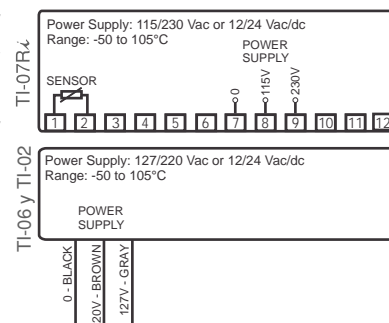 TI-07Ri
Power Supply: 115/230 Vac or 12/24 Vac/dc
Range: -50 to 105°C
POWER
SUPPLY
SENSOR
0
115V
230V
1 2 3 4 5 6 7 8 9 10 11 12
TI-06 y TI-02
Power Supply: 127/220 Vac or 12/24 Vac/dc
Range: -50 to 105°C
POWER
SUPPLY
0 - BLACK
20V - BROWN
127V - GRAY